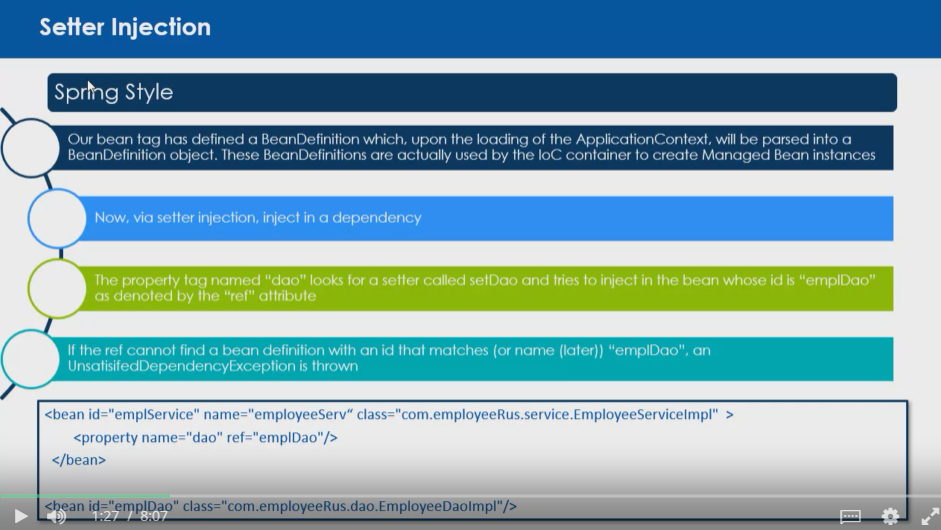 Setter Injection
Spring Style
Our bean tag has defined a BeanDefinition which, upon the loading of the ApplicationContext, will be parsed into a
BeanDefinition object. These BeanDefinitions are actually used by the IoC container to create Managed Bean instances
Now, via setter injection, inject in a dependency
The property tag named “dao” looks for a setter called setDao and tries to inject in the bean whose id is “emplDao”
as denoted by the “ref” attribute
If the ref cannot find a bean definition with an id that matches (or name (later)) “emplDao”, an
UnsatisifedDependencyException is thrown
<bean id="emplService" name="employeeServ“ class="com.employeeRus.service.EmployeeServiceImpl" >
<property name="dao" ref="emplDao"/>
</bean>
<bean id="emplDao" class="com.employeeRus.dao.EmployeeDaoImpl"/>
1:27 / 8:07